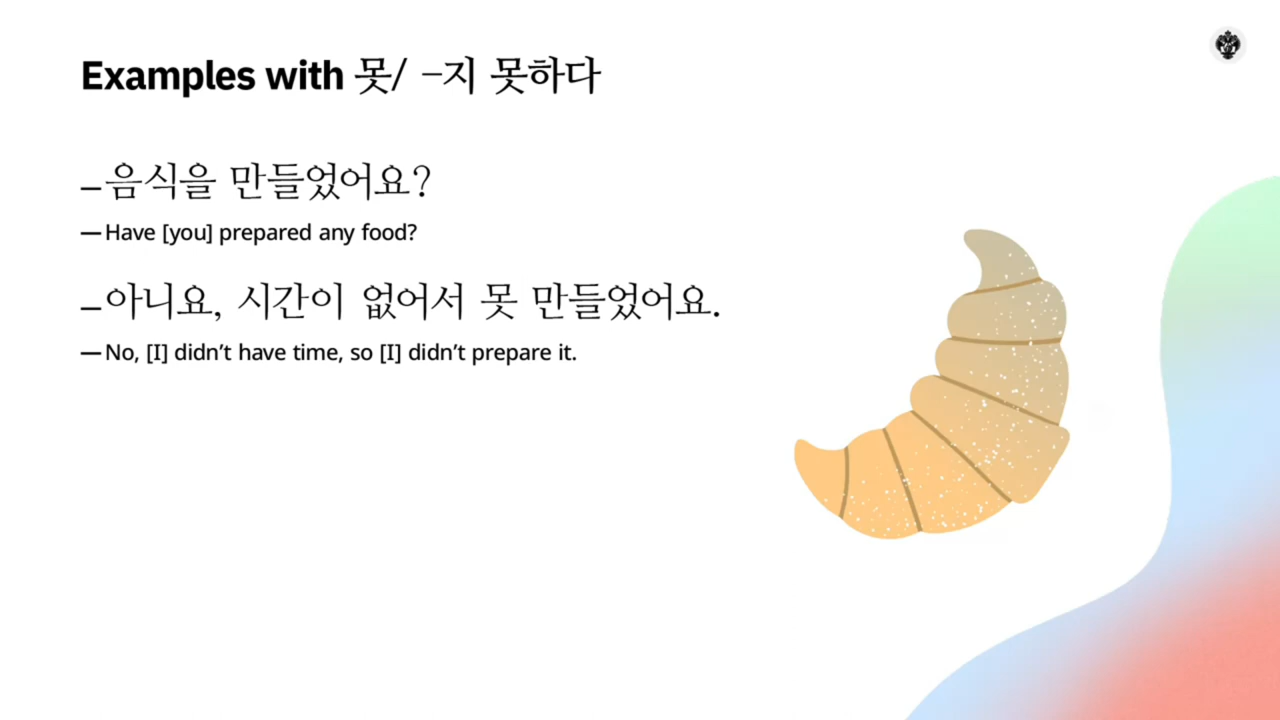 Examples with 못/ –지 못하다
–음식을 만들었어요?
—Have [you] prepared any food?
–아니요, 시간이 없어서 못 만들었어요.
—No, [I] didn’t have time, so [I] didn’t prepare it.